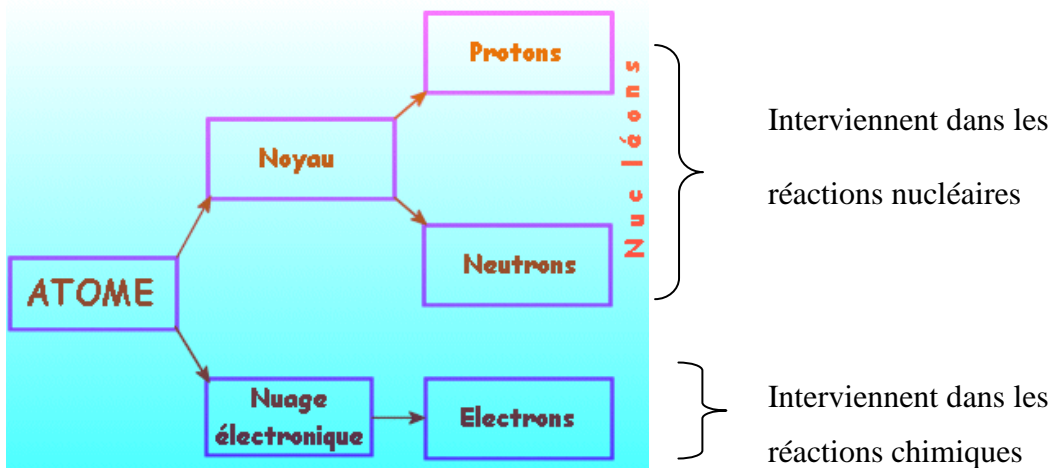 Protons
Nucléons
Interviennent dans les
réactions nucléaires
Noyau
Neutrons
ATOME
Nuage
électronique
Electrons
Interviennent dans les
réactions chimiques